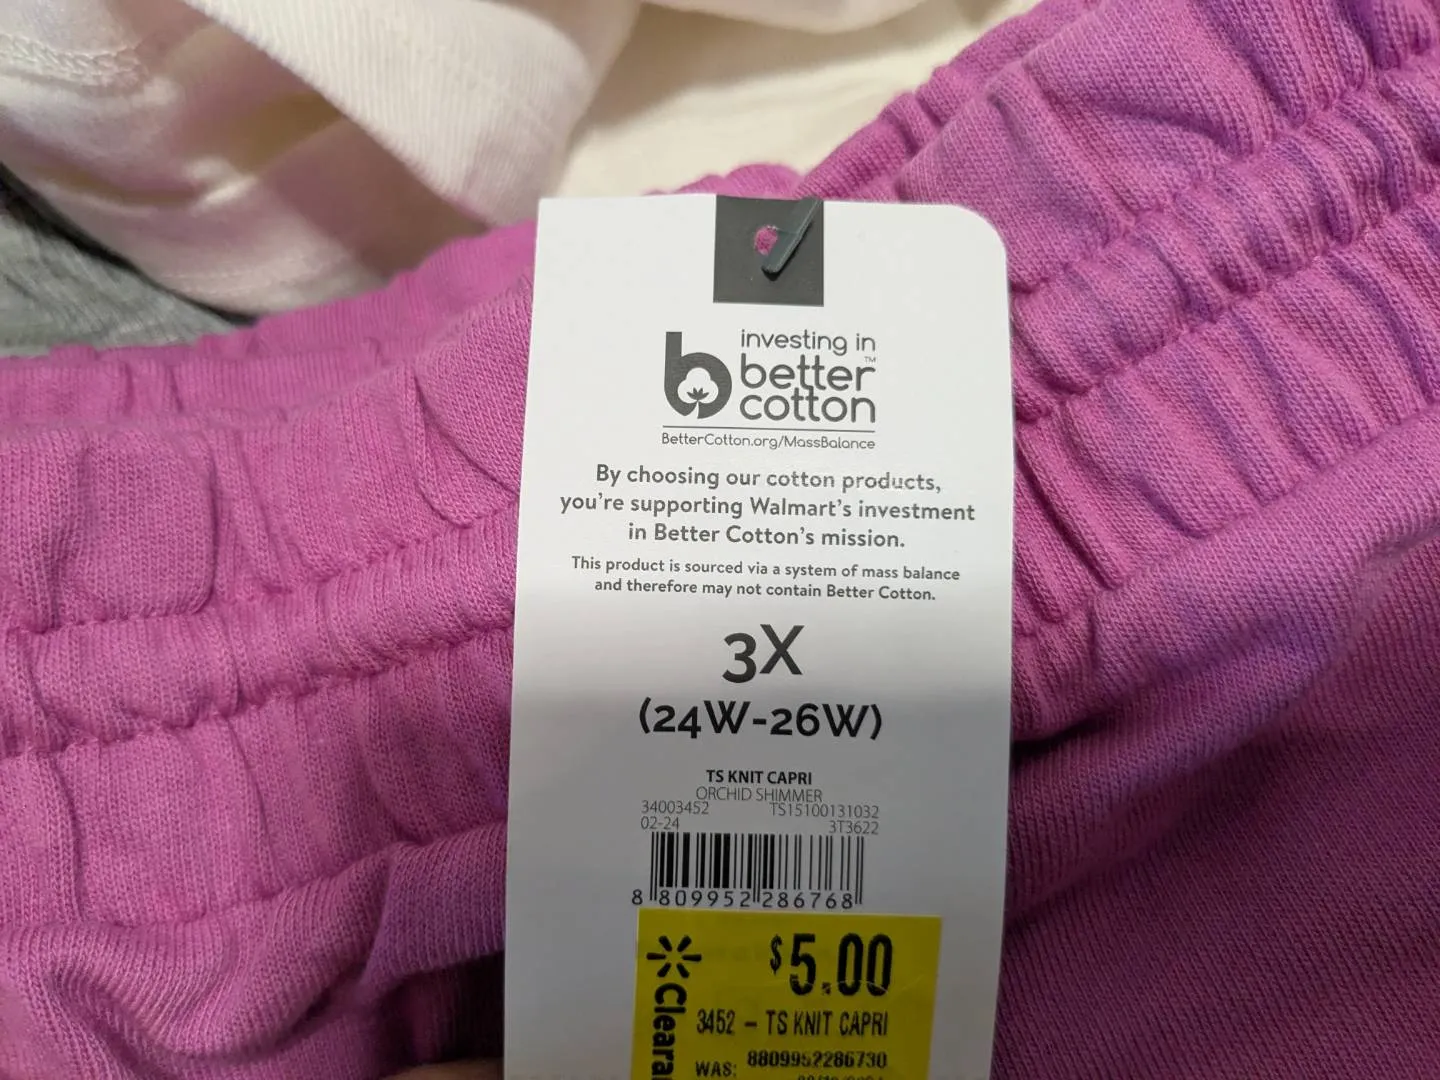 investing in
better™
cotton
BetterCotton.org/MassBalance
By choosing our cotton products,
you're supporting Walmart's investment
in Better Cotton's mission.
This product is sourced via a system of mass balance
and therefore may not contain Better Cotton.
3X
(24W-26W)
TS KNIT CAPRI
ORCHID SHIMMER
34003452 TS15100131032
02-24 3T3622
8 809952 286768
$5.00
3452 – TS KNIT CAPRI
WAS: 8809952286730